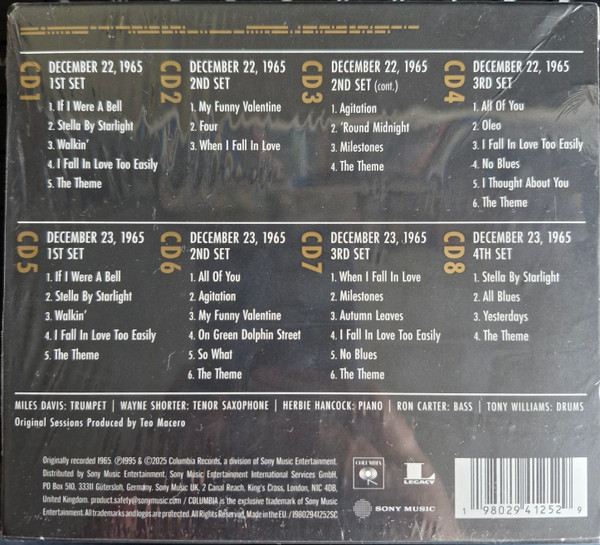 CD1
DECEMBER 22, 1965
1ST SET
1. If I Were A Bell
2. Stella By Starlight
3. Walkin'
4. I Fall In Love Too Easily
5. The Theme
CD2
DECEMBER 22, 1965
2ND SET
1. My Funny Valentine
2. Four
3. When I Fall In Love
CD3
DECEMBER 22, 1965
2ND SET (cont.)
1. Agitation
2. 'Round Midnight
3. Milestones
4. The Theme
CD4
DECEMBER 22, 1965
3RD SET
1. All Of You
2. Oleo
3. I Fall In Love Too Easily
4. No Blues
5. I Thought About You
6. The Theme
CD5
DECEMBER 23, 1965
1ST SET
1. If I Were A Bell
2. Stella By Starlight
3. Walkin'
4. I Fall In Love Too Easily
5. The Theme
CD6
DECEMBER 23, 1965
2ND SET
1. All Of You
2. Agitation
3. My Funny Valentine
4. On Green Dolphin Street
5. So What
6. The Theme
CD7
DECEMBER 23, 1965
3RD SET
1. When I Fall In Love
2. Milestones
3. Autumn Leaves
4. I Fall In Love Too Easily
5. No Blues
6. The Theme
CD8
DECEMBER 23, 1965
4TH SET
1. Stella By Starlight
2. All Blues
3. Yesterdays
4. The Theme
MILES DAVIS: TRUMPET | WAYNE SHORTER: TENOR SAXOPHONE | HERBIE HANCOCK: PIANO | RON CARTER: BASS | TONY WILLIAMS: DRUMS
Original Sessions Produced by Teo Macero
Originally recorded 1965. ℗1995 & ©2025 Columbia Records, a division of Sony Music Entertainment.
Distributed by Sony Music Entertainment. Sony Music Entertainment International Services GmbH,
PO Box 510, 33311 Gütersloh, Germany. Sony Music UK, 2 Canal Reach, King's Cross, London, N1C 4DB
United Kingdom. product.safety@sonymusic.com / COLUMBIA is the exclusive trademark of Sony Music
Entertainment. All trademarks and logos are protected. All Rights Reserved. Made in the EU. / 19802941252SC
COLUMBIA
L
LEGACY
SONY MUSIC
1 98029 41252 9